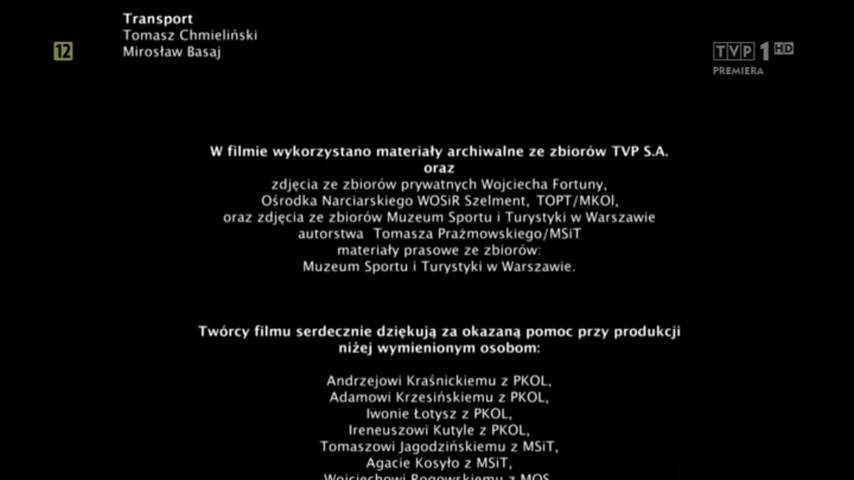 Transport
Tomasz Chmieliński
Mirosław Basaj
12
TVP 1 HD
PREMIERA
W filmie wykorzystano materiały archiwalne ze zbiorów TVP S.A.
oraz
zdjęcia ze zbiorów prywatnych Wojciecha Fortuny,
Ośrodka Narciarskiego WOSiR Szelment, TOPT/MKOl,
oraz zdjęcia ze zbiorów Muzeum Sportu i Turystyki w Warszawie
autorstwa Tomasza Prażmowskiego/MSiT
materiały prasowe ze zbiorów:
Muzeum Sportu i Turystyki w Warszawie.
Twórcy filmu serdecznie dziękują za okazaną pomoc przy produkcji
niżej wymienionym osobom:
Andrzejowi Kraśnickiemu z PKOL,
Adamowi Krzesińskiemu z PKOL,
Iwonie Łotysz z PKOL,
Ireneuszowi Kutyle z PKOL,
Tomaszowi Jagodzińskiemu z MSiT,
Agacie Kosyło z MSiT,
Wojciechowi Rogowskiemu z MOS